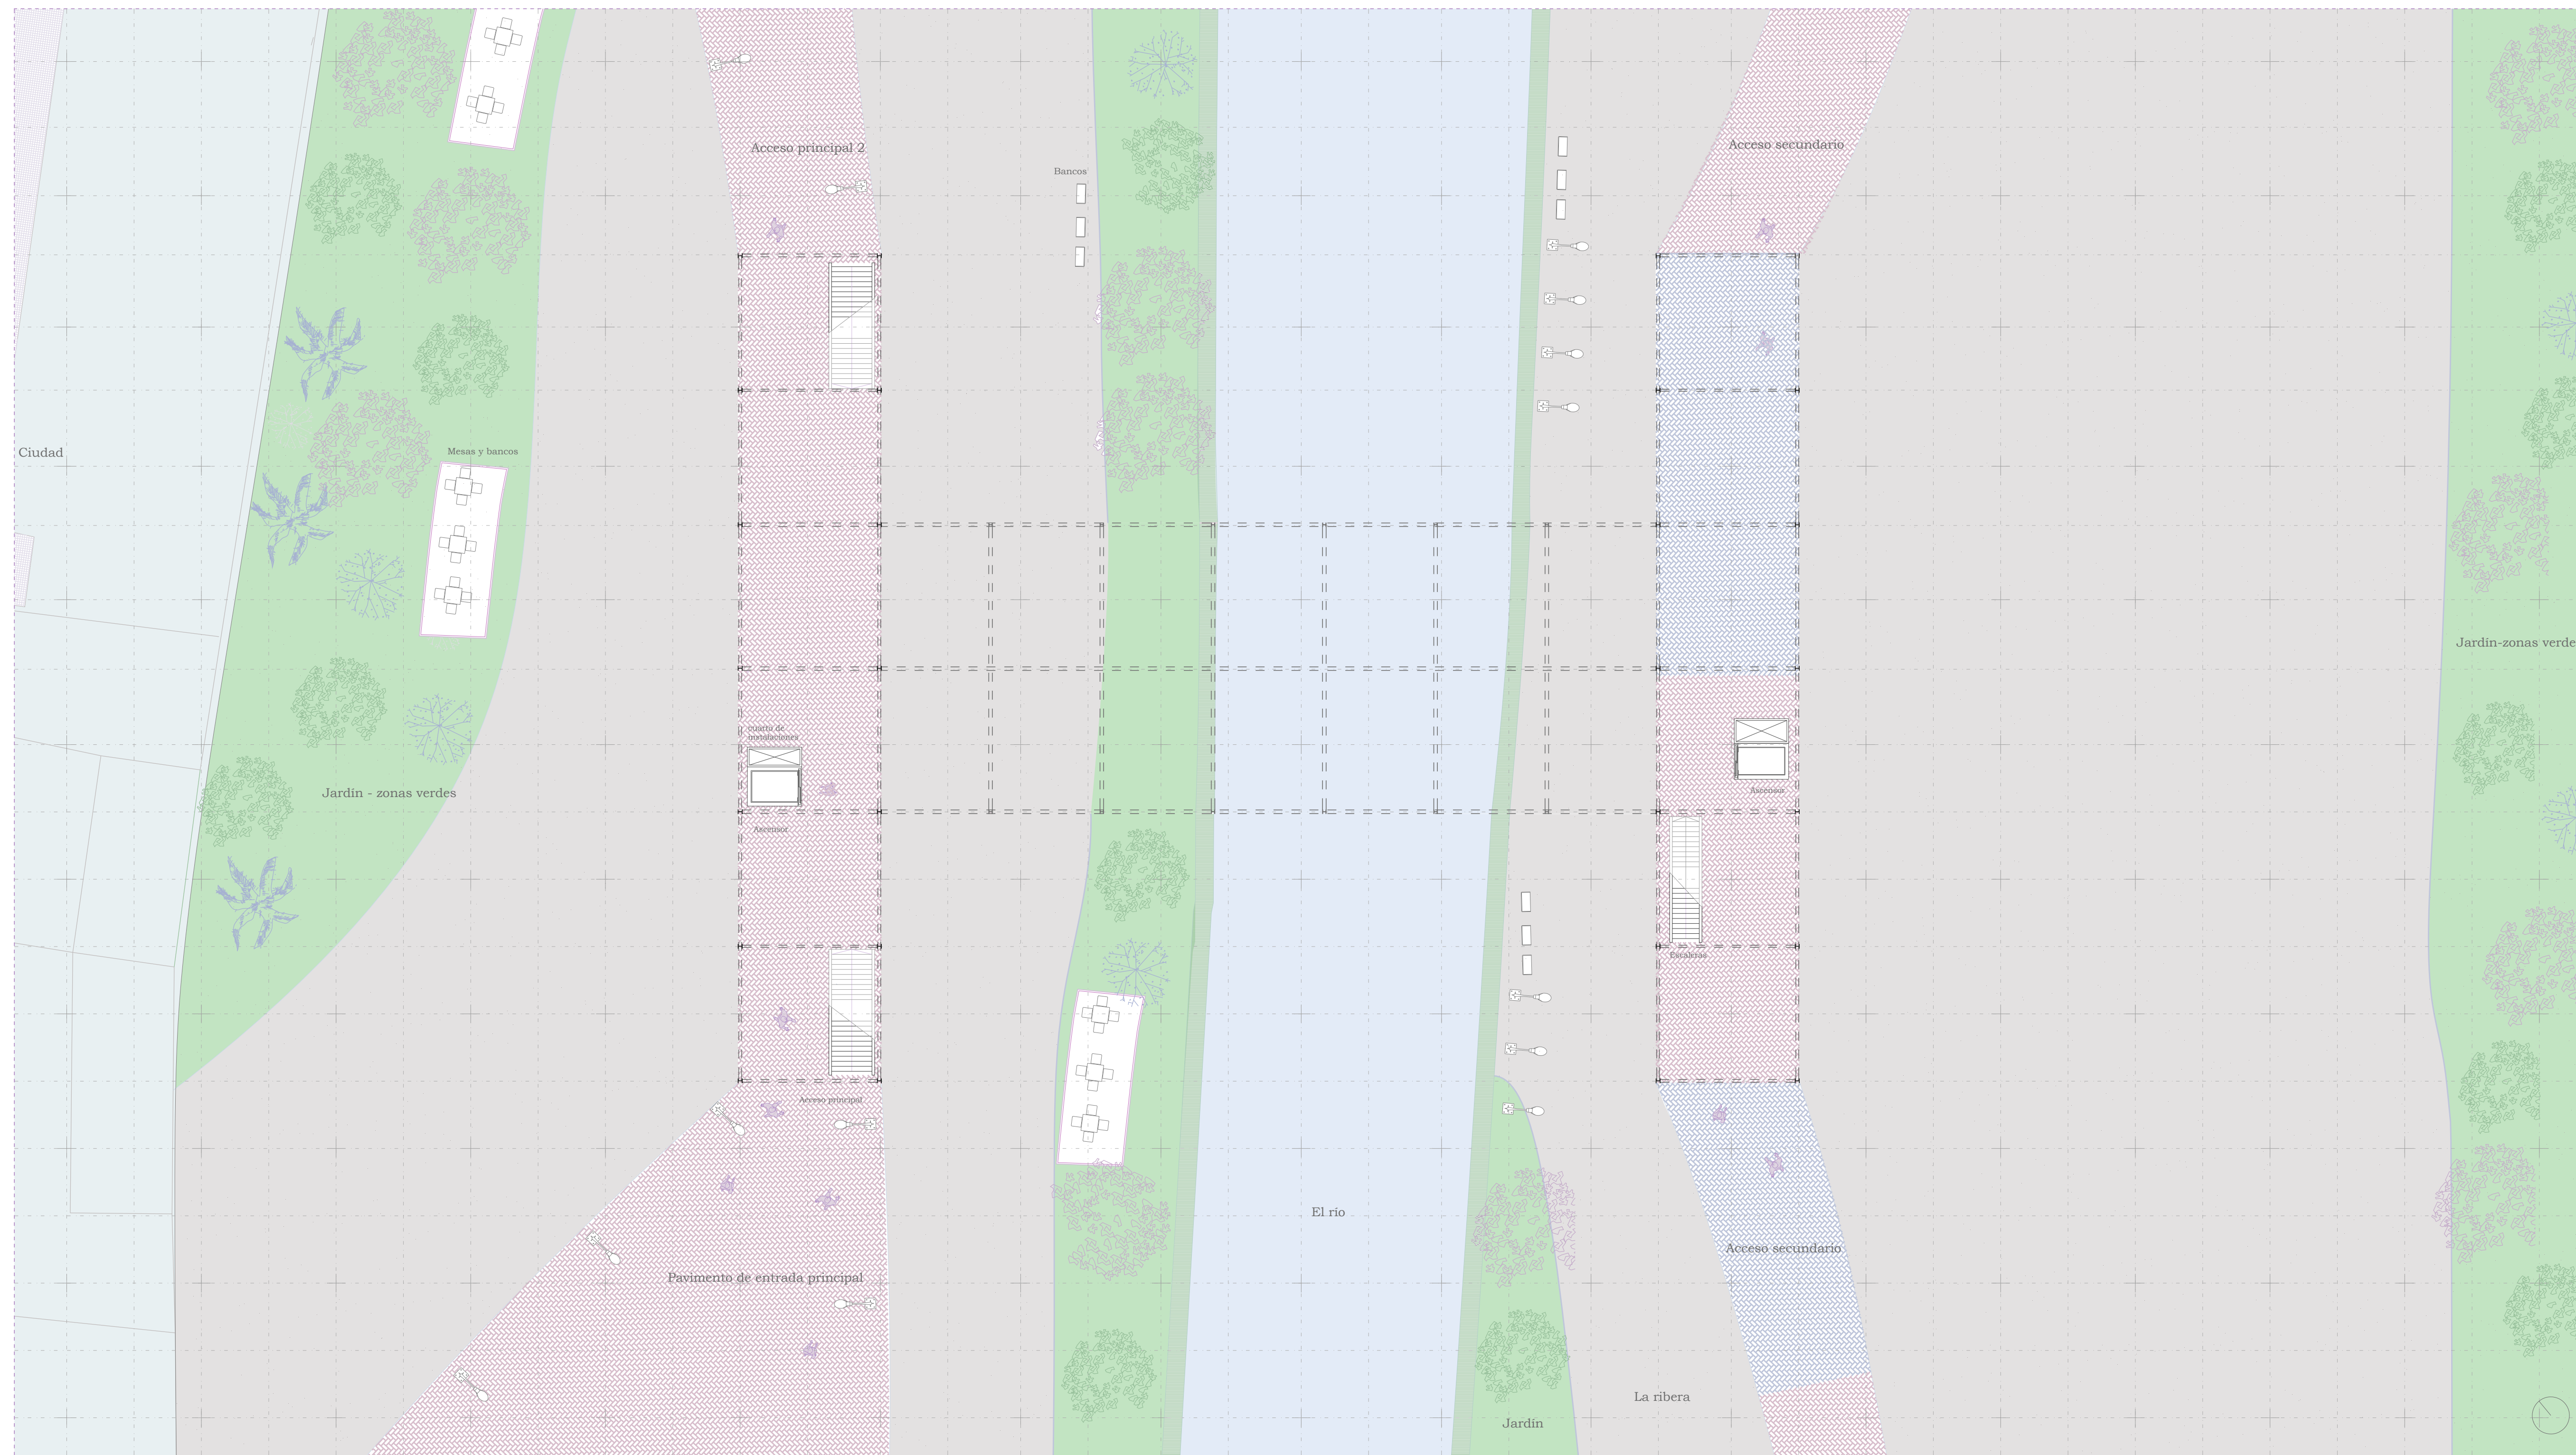 Acceso principal 2
Acceso secundario
Bancos
Ciudad
Mesas y bancos
Jardín-zonas verde
cuarto de
instalaciones
Jardín - zonas verdes
Ascensor
Ascensor
Escaleras
Acceso principal
El río
Acceso secundario
Pavimento de entrada principal
La ribera
Jardín